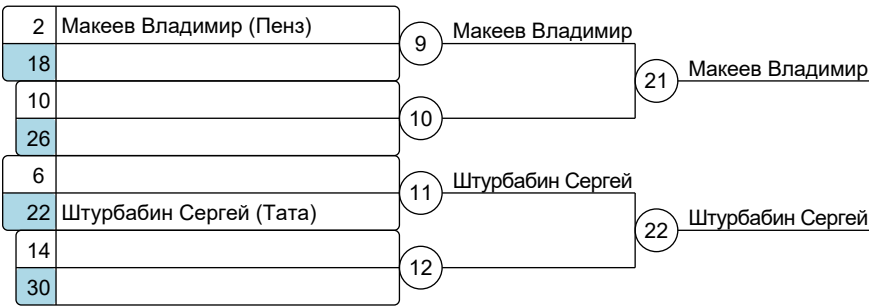 2 Макеев Владимир (Пенз)
9 Макеев Владимир
18
21 Макеев Владимир
10
10
26
6
11 Штурбабин Сергей
22 Штурбабин Сергей (Тата)
22 Штурбабин Сергей
14
12
30